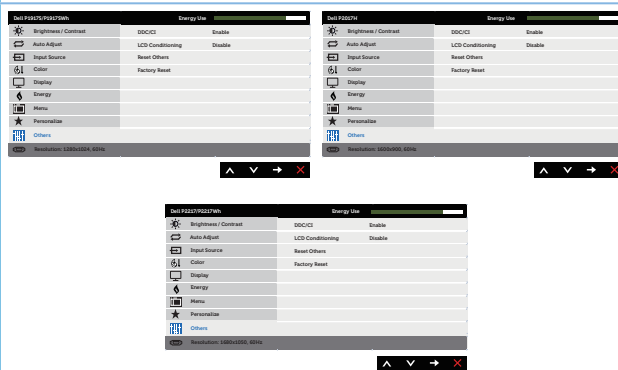 Dell P1917S/P1917SWh Energy Use
Brightness / Contrast DDC/CI Enable
Auto Adjust LCD Conditioning Disable
Input Source Reset Others
Color Factory Reset
Display
Energy
Menu
Personalize
Others
Resolution: 1280x1024, 60Hz
Dell P2017H Energy Use
Brightness / Contrast DDC/CI Enable
Auto Adjust LCD Conditioning Disable
Input Source Reset Others
Color Factory Reset
Display
Energy
Menu
Personalize
Others
Resolution: 1600x900, 60Hz
Dell P2217/P2217Wh Energy Use
Brightness / Contrast DDC/CI Enable
Auto Adjust LCD Conditioning Disable
Input Source Reset Others
Color Factory Reset
Display
Energy
Menu
Personalize
Others
Resolution: 1680x1050, 60Hz